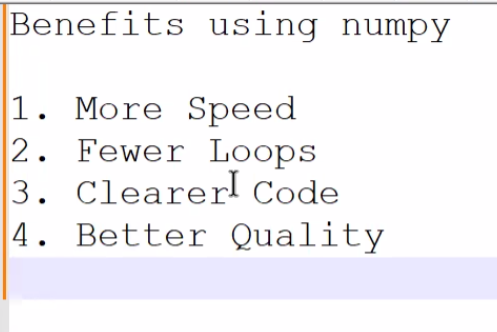 Benefits using numpy
1. More Speed
2. Fewer Loops
3. Clearer Code
4. Better Quality